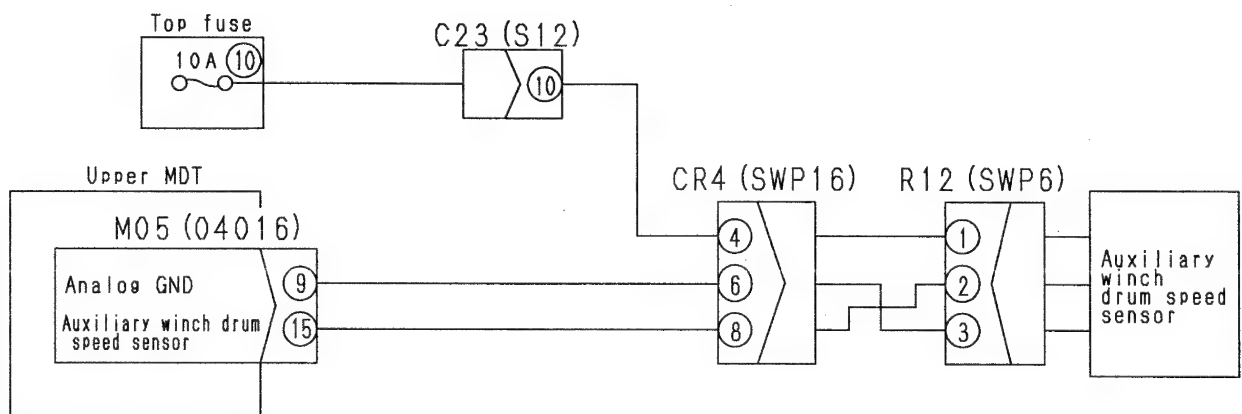 Top fuse
10A 10
C23 (S12)
10
Upper MDT
M05 (04016)
Analog GND 9
Auxiliary winch drum
speed sensor
15
CR4 (SWP16)
4
6
8
R12 (SWP6)
1
2
3
Auxiliary
winch
drum speed
sensor